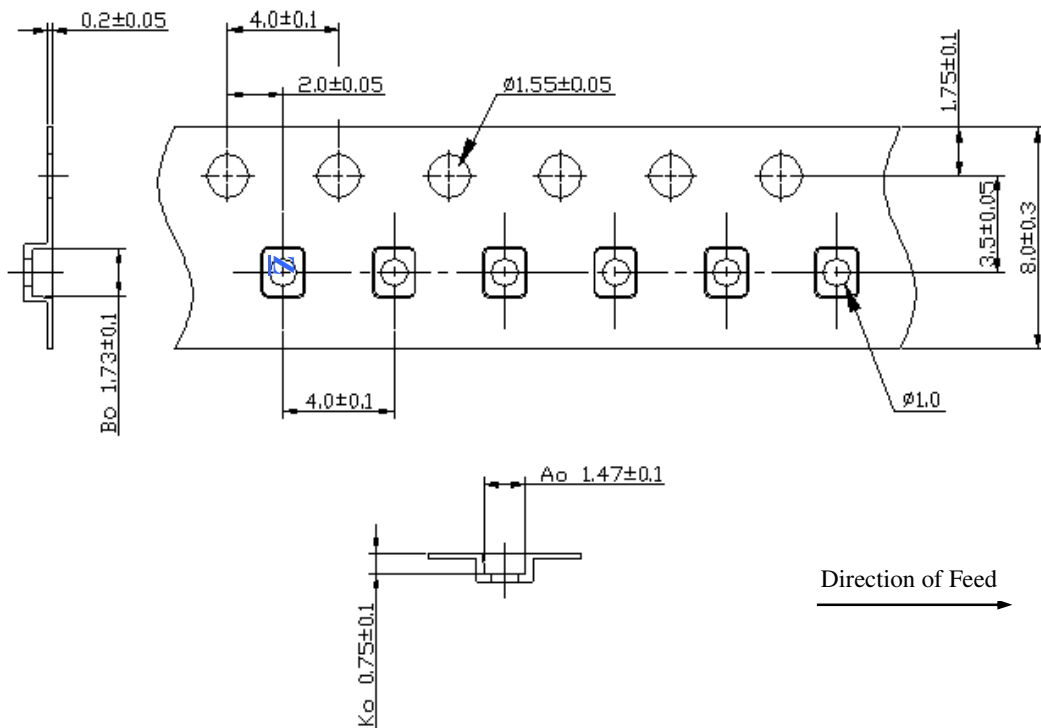 0.2±0.05
4.0±0.1
2.0±0.05
ø1.55±0.05
1.75±0.1
3.5±0.05
8.0±0.3
Z
Bo 1.73±0.1
4.0±0.1
ø1.0
Ao 1.47±0.1
Ko 0.75±0.1
Direction of Feed